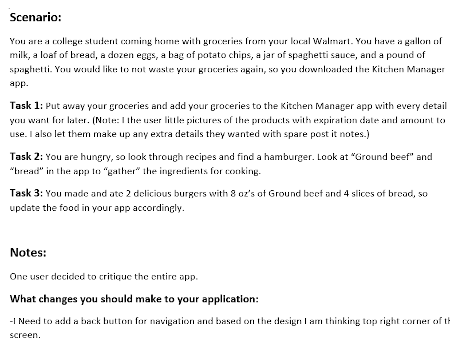 Scenario:
You are a college student coming home with groceries from your local Walmart. You have a gallon of
milk, a loaf of bread, a dozen eggs, a bag of potato chips, a jar of spaghetti sauce, and a pound of
spaghetti. You would like to not waste your groceries again, so you downloaded the Kitchen Manager
app.
Task 1: Put away your groceries and add your groceries to the Kitchen Manager app with every detail
you want for later. (Note: I the user little pictures of the products with expiration date and amount to
use. I also let them make up any extra details they wanted with spare post it notes.)
Task 2: You are hungry, so look through recipes and find a hamburger. Look at “Ground beef” and
“bread” in the app to “gather” the ingredients for cooking.
Task 3: You made and ate 2 delicious burgers with 8 oz’s of Ground beef and 4 slices of bread, so
update the food in your app accordingly.
Notes:
One user decided to critique the entire app.
What changes you should make to your application:
-I Need to add a back button for navigation and based on the design I am thinking top right corner of th
screen.